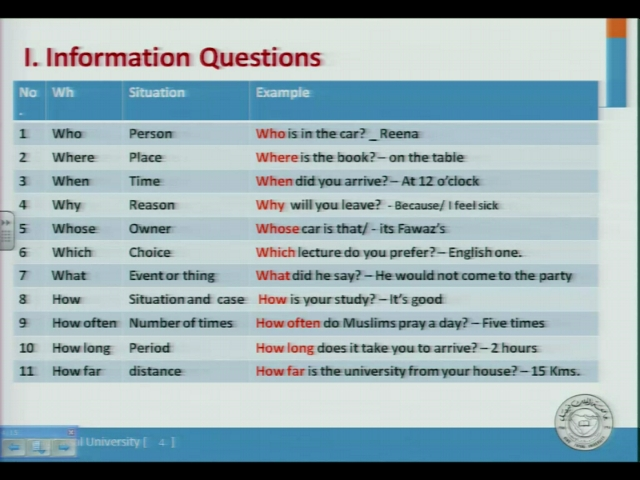 I. Information Questions
No. Wh Situation Example
1 Who Person Who is in the car? _ Reena
2 Where Place Where is the book? – on the table
3 When Time When did you arrive? – At 12 o'clock
4 Why Reason Why will you leave? - Because/ I feel sick
5 Whose Owner Whose car is that/ - its Fawaz's
6 Which Choice Which lecture do you prefer? – English one.
7 What Event or thing What did he say? – He would not come to the party
8 How Situation and case How is your study? – It's good
9 How often Number of times How often do Muslims pray a day? – Five times
10 How long Period How long does it take you to arrive? – 2 hours
11 How far distance How far is the university from your house? – 15 Kms.
University [ 4 ]